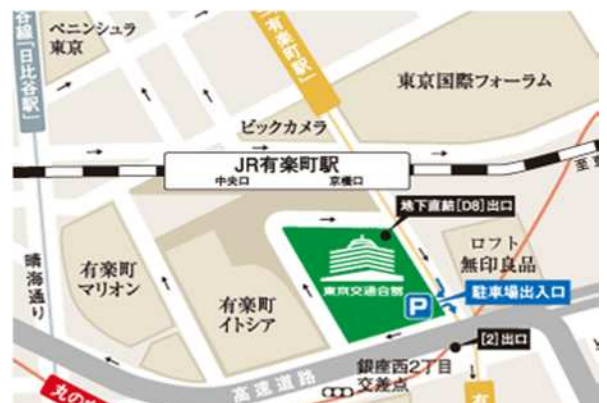 ペニンシュラ
東京
谷線「日比谷駅」
有楽町駅」
東京国際フォーラム
ビックカメラ
JR有楽町駅
中央口
京橋口
地下直結[D8]出口
ロフト
無印良品
晴海通り
有楽町
マリオン
有楽町
イトシア
東京交通会館
P
駐車場出入口
[2]出口
銀座西2丁目
交差点
高速道路
丸の
有